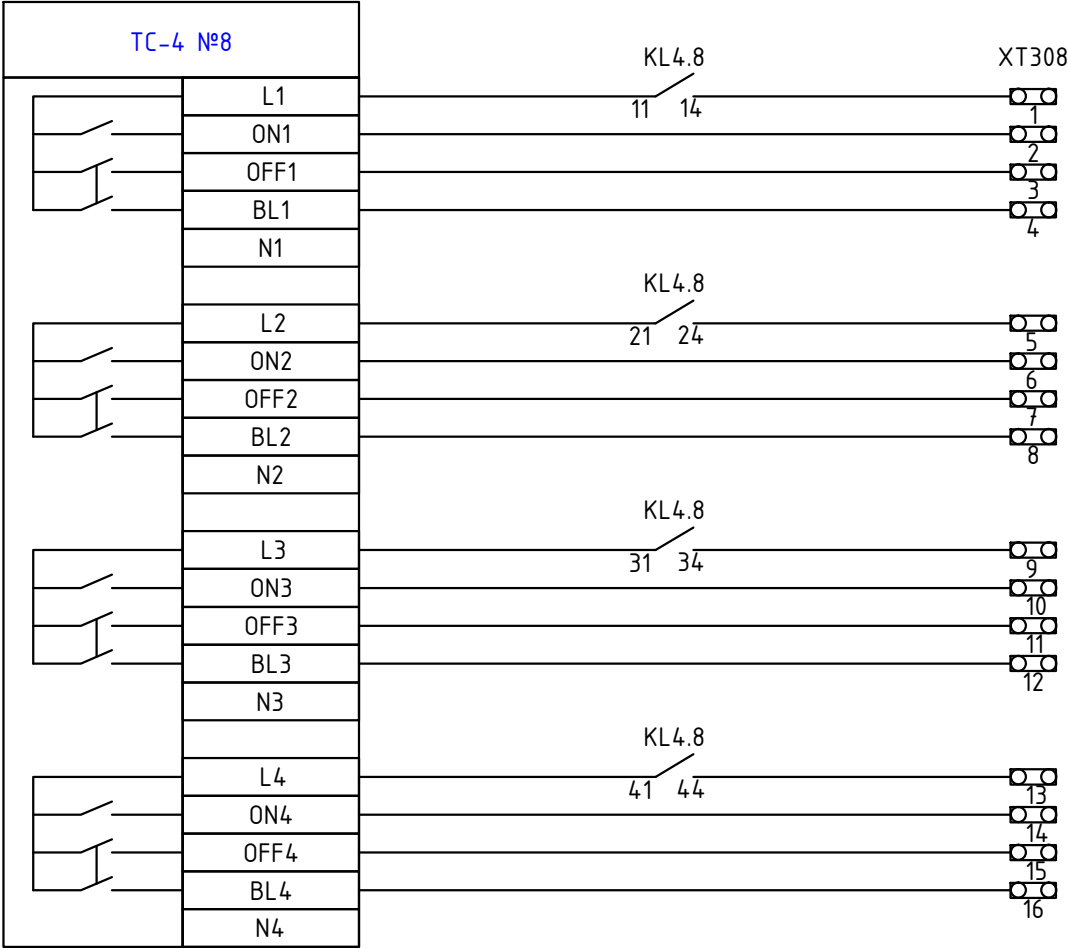 TC-4 №8
KL4.8
XT308
L1
11 14
1
ON1
2
OFF1
3
BL1
4
N1
KL4.8
L2
21 24
5
ON2
6
OFF2
7
BL2
8
N2
KL4.8
L3
31 34
9
ON3
10
OFF3
11
BL3
12
N3
KL4.8
L4
41 44
13
ON4
14
OFF4
15
BL4
16
N4